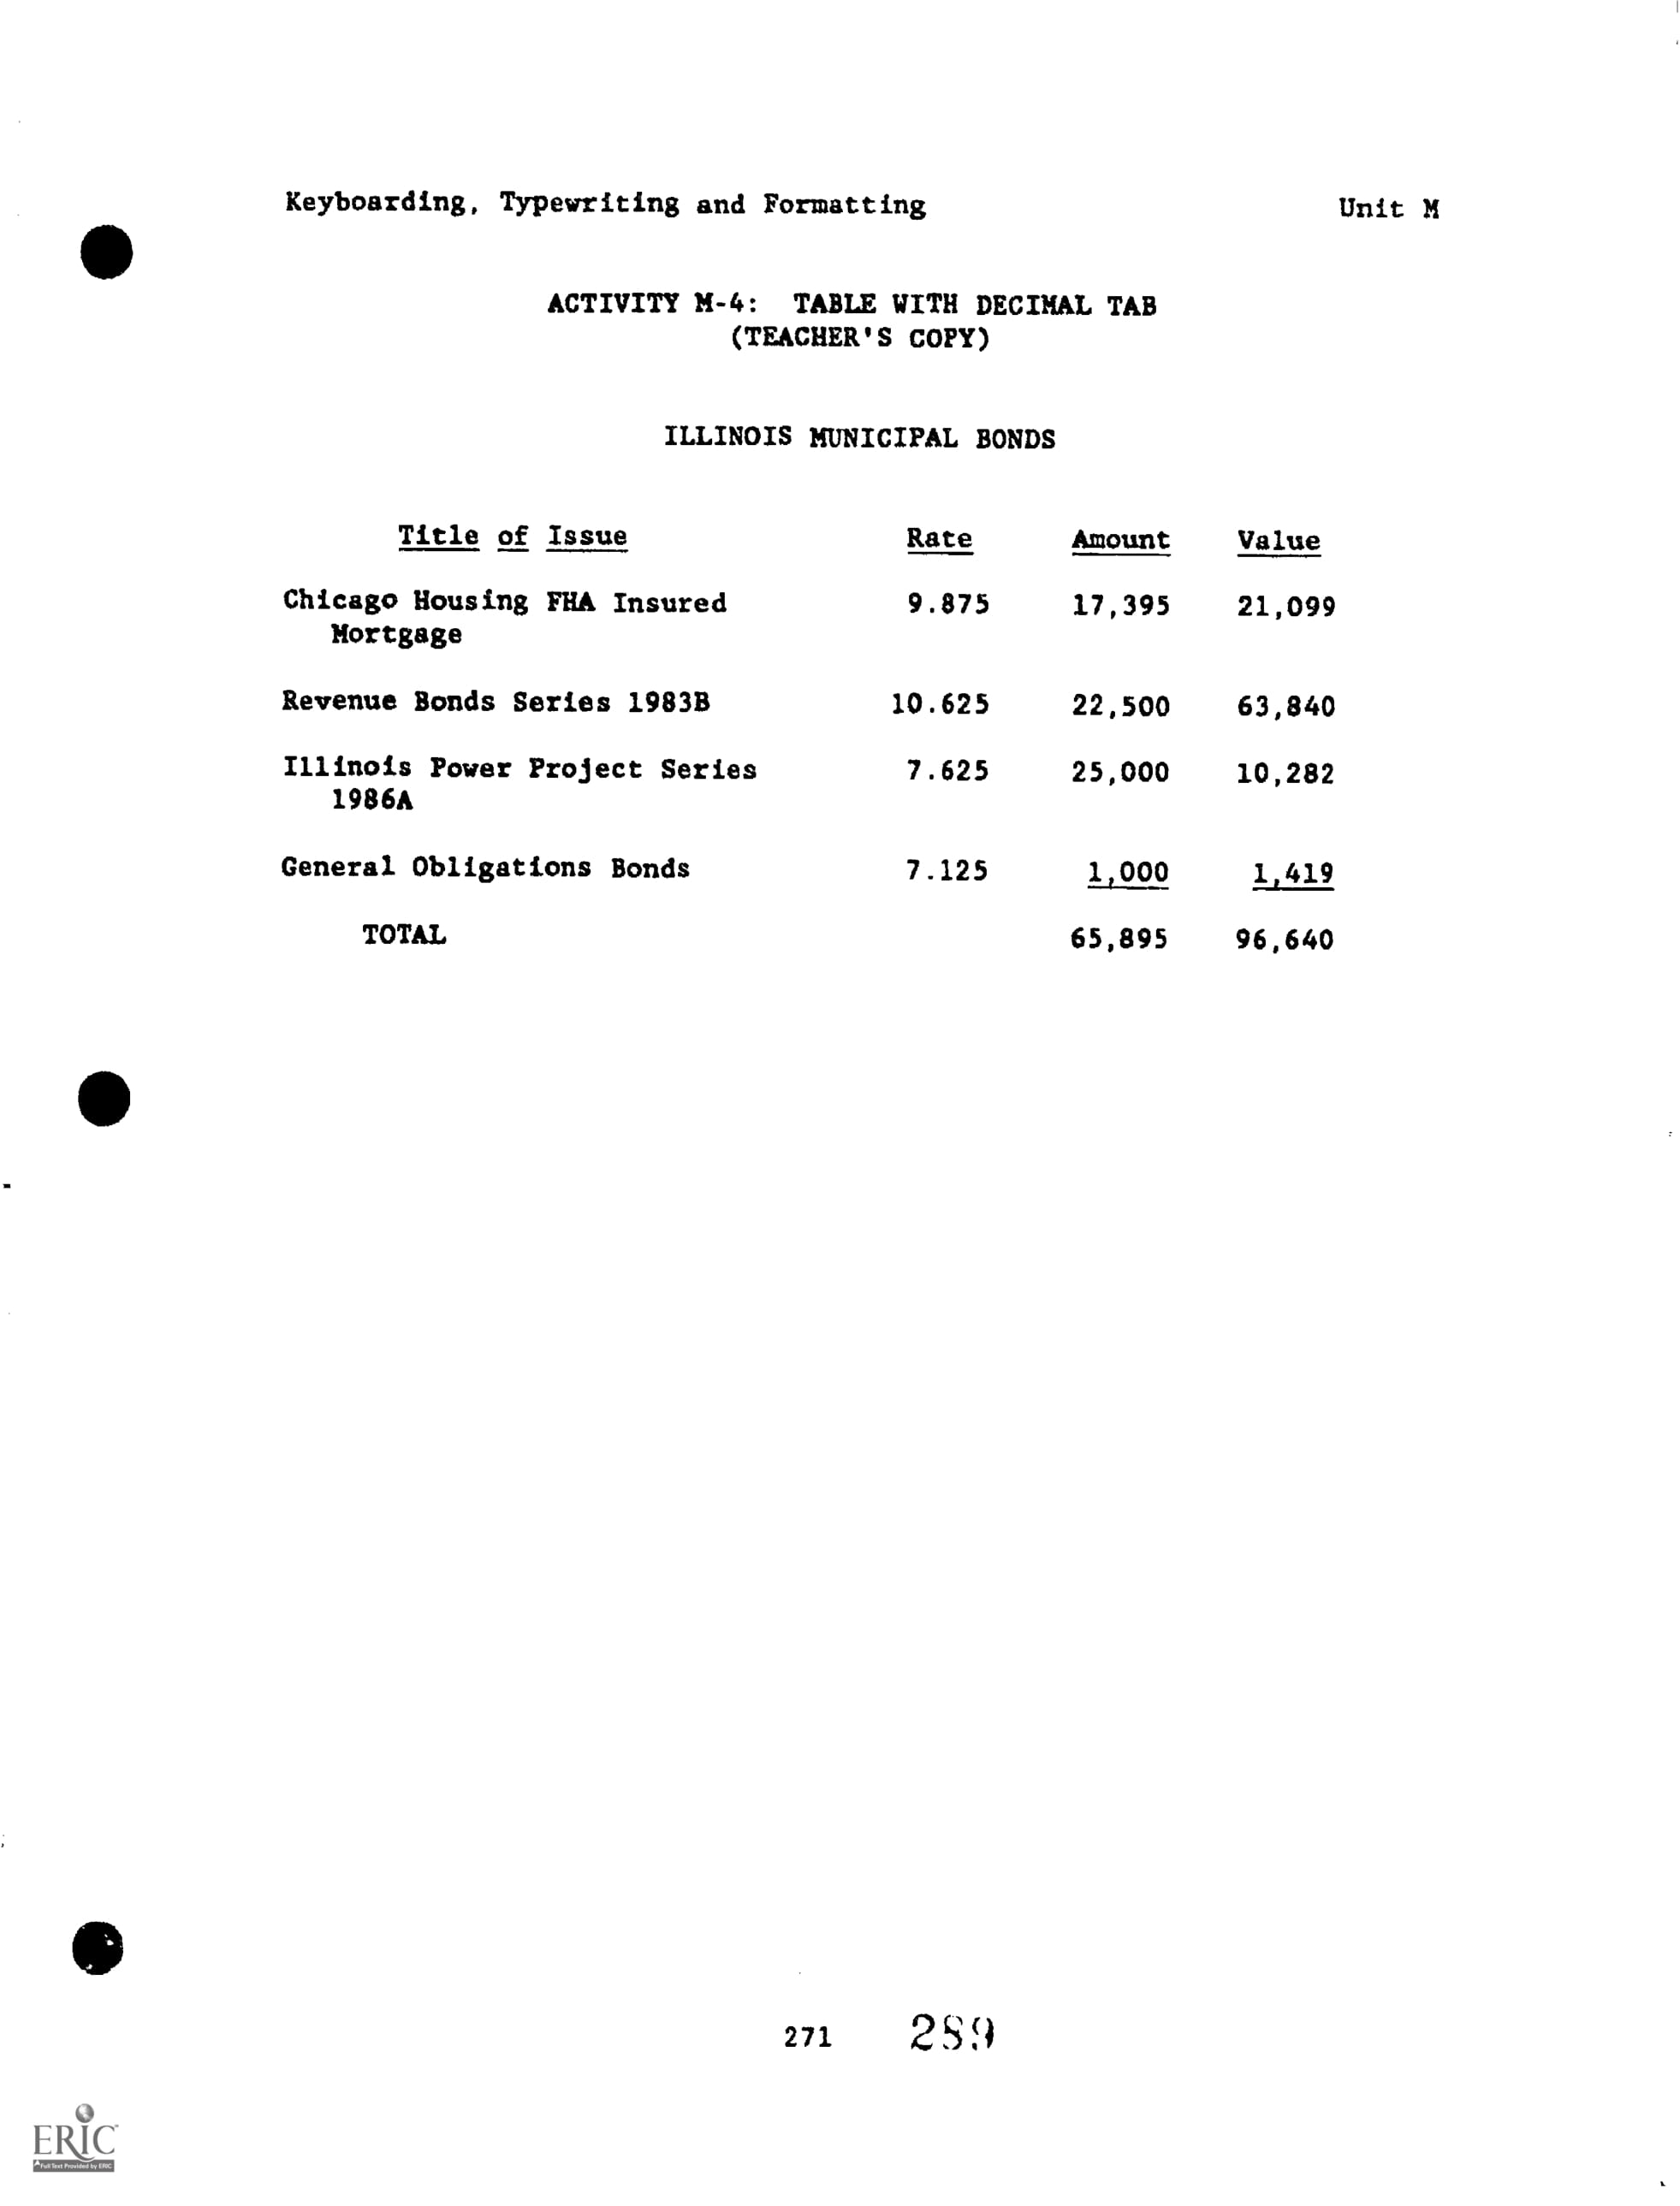 Keyboarding, Typewriting and Formatting Unit M
ACTIVITY M-4: TABLE WITH DECIMAL TAB
(TEACHER'S COPY)
ILLINOIS MUNICIPAL BONDS
Title of Issue Rate Amount Value
Chicago Housing FHA Insured 9.875 17,395 21,099
Mortgage
Revenue Bonds Series 1983B 10.625 22,500 63,840
Illinois Power Project Series 7.625 25,000 10,282
1986A
General Obligations Bonds 7.125 1,000 1,419
TOTAL 65,895 96,640
271 289
ERIC
Full Text Provided by ERIC